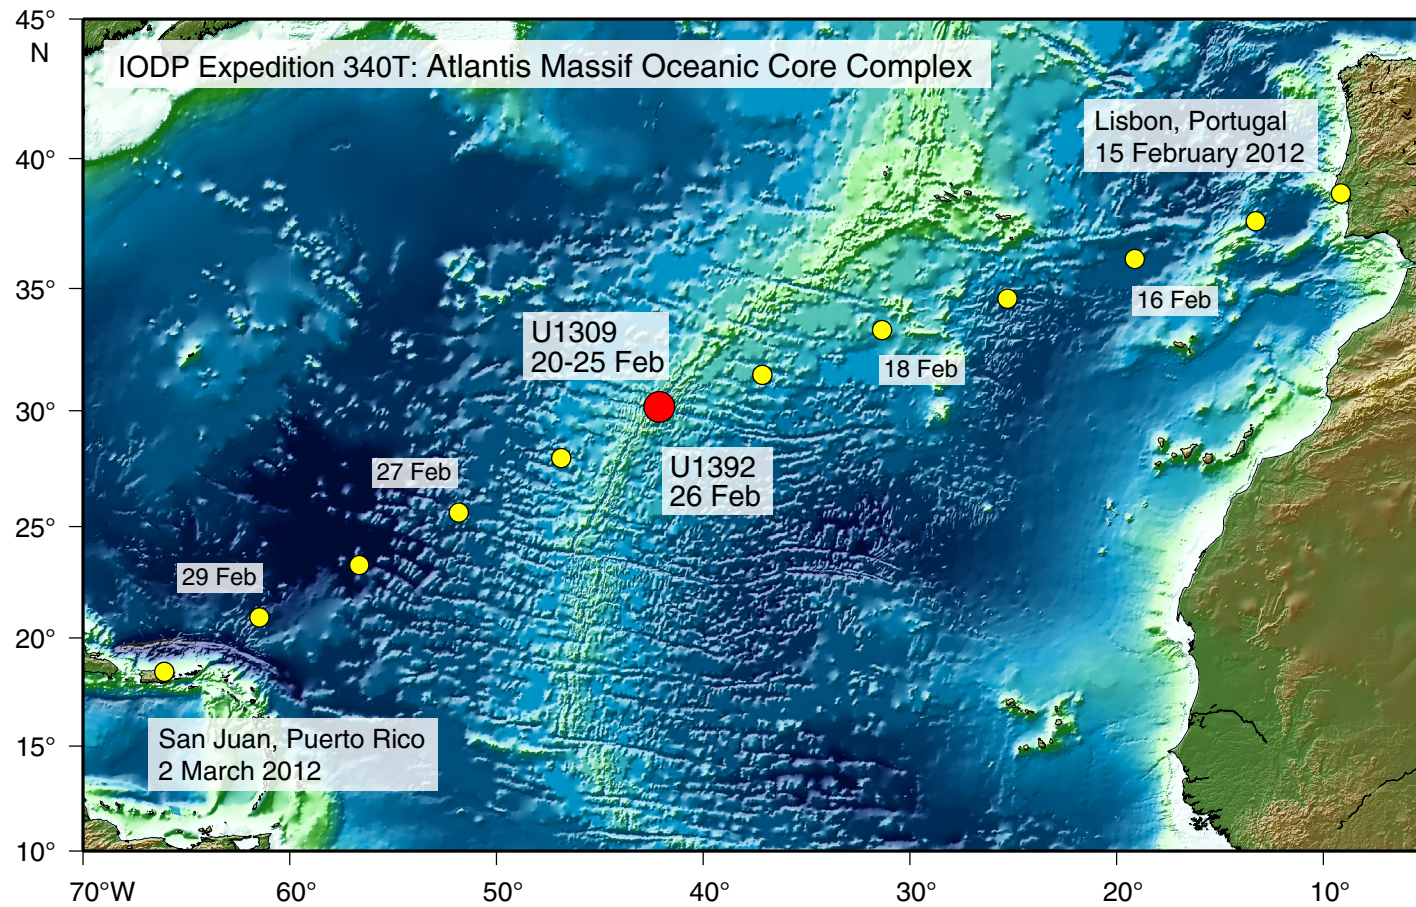 45°
N
IODP Expedition 340T: Atlantis Massif Oceanic Core Complex
Lisbon, Portugal
15 February 2012
40°
35°
16 Feb
U1309
20-25 Feb
18 Feb
30°
U1392
26 Feb
27 Feb
25°
29 Feb
20°
San Juan, Puerto Rico
2 March 2012
15°
10°
70°W
60°
50°
40°
30°
20°
10°